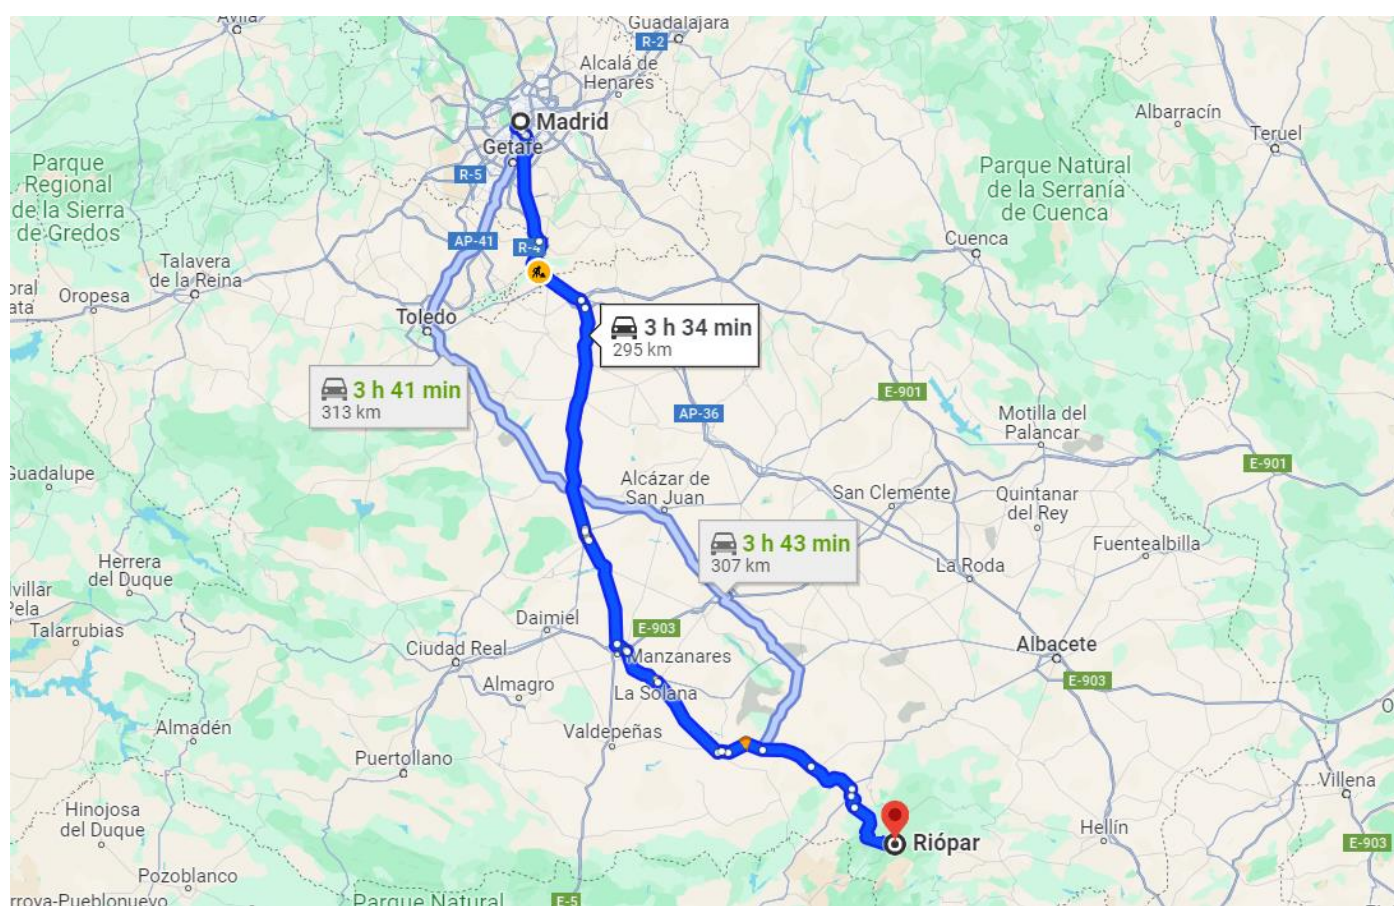 Ávila
Guadalajara
R-2
Alcalá de
Henares
Madrid
Albarracín
Teruel
Getafe
Parque
Regional
de la Sierra
de Gredos
R-5
Parque Natural
de la Serranía
de Cuenca
AP-41
R-4
Cuenca
Talavera
de la Reina
Oropesa
Toledo
3 h 34 min
295 km
3 h 41 min
313 km
E-901
AP-36
Motilla del
Palancar
Guadalupe
E-901
Alcázar de
San Juan
San Clemente
Quintanar
del Rey
3 h 43 min
307 km
Fuentealbilla
Herrera
del Duque
La Roda
Talarrubias
Daimiel
E-903
Ciudad Real
Manzanares
Albacete
E-903
Almagro
La Solana
Almadén
Valdepeñas
Puertollano
Villena
Hinojosa
del Duque
Riópar
Hellín
E-903
Pozoblanco
Parque Natural
E-5